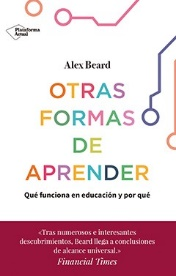 Plataforma
Actual
Alex Beard
OTRAS
FORMAS
DE
APRENDER
Qué funciona en educación y por qué
«Tras numerosos e interesantes
descubrimientos, Beard llega a conclusiones
de alcance universal.»
Financial Times